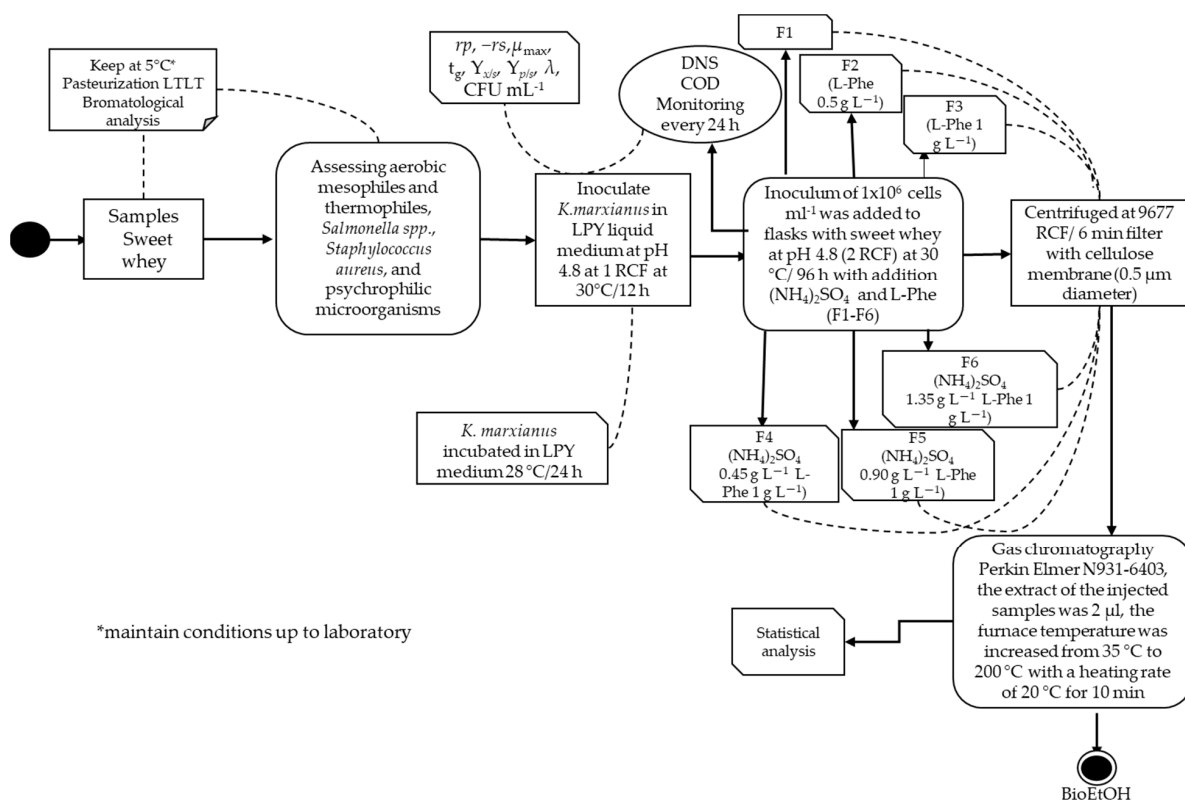 Keep at 5°C*
Pasteurization LTLT
Bromatological
analysis
Samples
Sweet
whey
Assessing aerobic
mesophiles and
thermophiles,
Salmonella spp.,
Staphylococcus
aureus, and
psychrophilic
microorganisms
rp, −rs, μmax,
tg, Yx/s, Yp/s, λ,
CFU mL-1
Inoculate
K.marxianus in
LPY liquid
medium at pH
4.8 at 1 RCF at
30°C/12 h
K. marxianus
incubated in LPY
medium 28 °C/24 h
DNS
COD
Monitoring
every 24 h
F1
F2
(L-Phe
0.5 g L−1)
F3
(L-Phe 1
g L−1)
Inoculum of 1x10⁶ cells
ml-1 was added to
flasks with sweet whey
at pH 4.8 (2 RCF) at 30
°C/ 96 h with addition
(NH4)2SO4 and L-Phe
(F1-F6)
F4
(NH4)2SO4
0.45 g L−1 L-
Phe 1 g L−1)
F5
(NH4)2SO4
0.90 g L−1 L-Phe
1 g L−1)
F6
(NH4)2SO4
1.35 g L−1 L-Phe 1
g L−1)
Centrifuged at 9677
RCF/ 6 min filter
with cellulose
membrane (0.5 μm
diameter)
Gas chromatography
Perkin Elmer N931-6403,
the extract of the injected
samples was 2 μl, the
furnace temperature was
increased from 35 °C to
200 °C with a heating rate
of 20 °C for 10 min
Statistical
analysis
BioEtOH
*maintain conditions up to laboratory